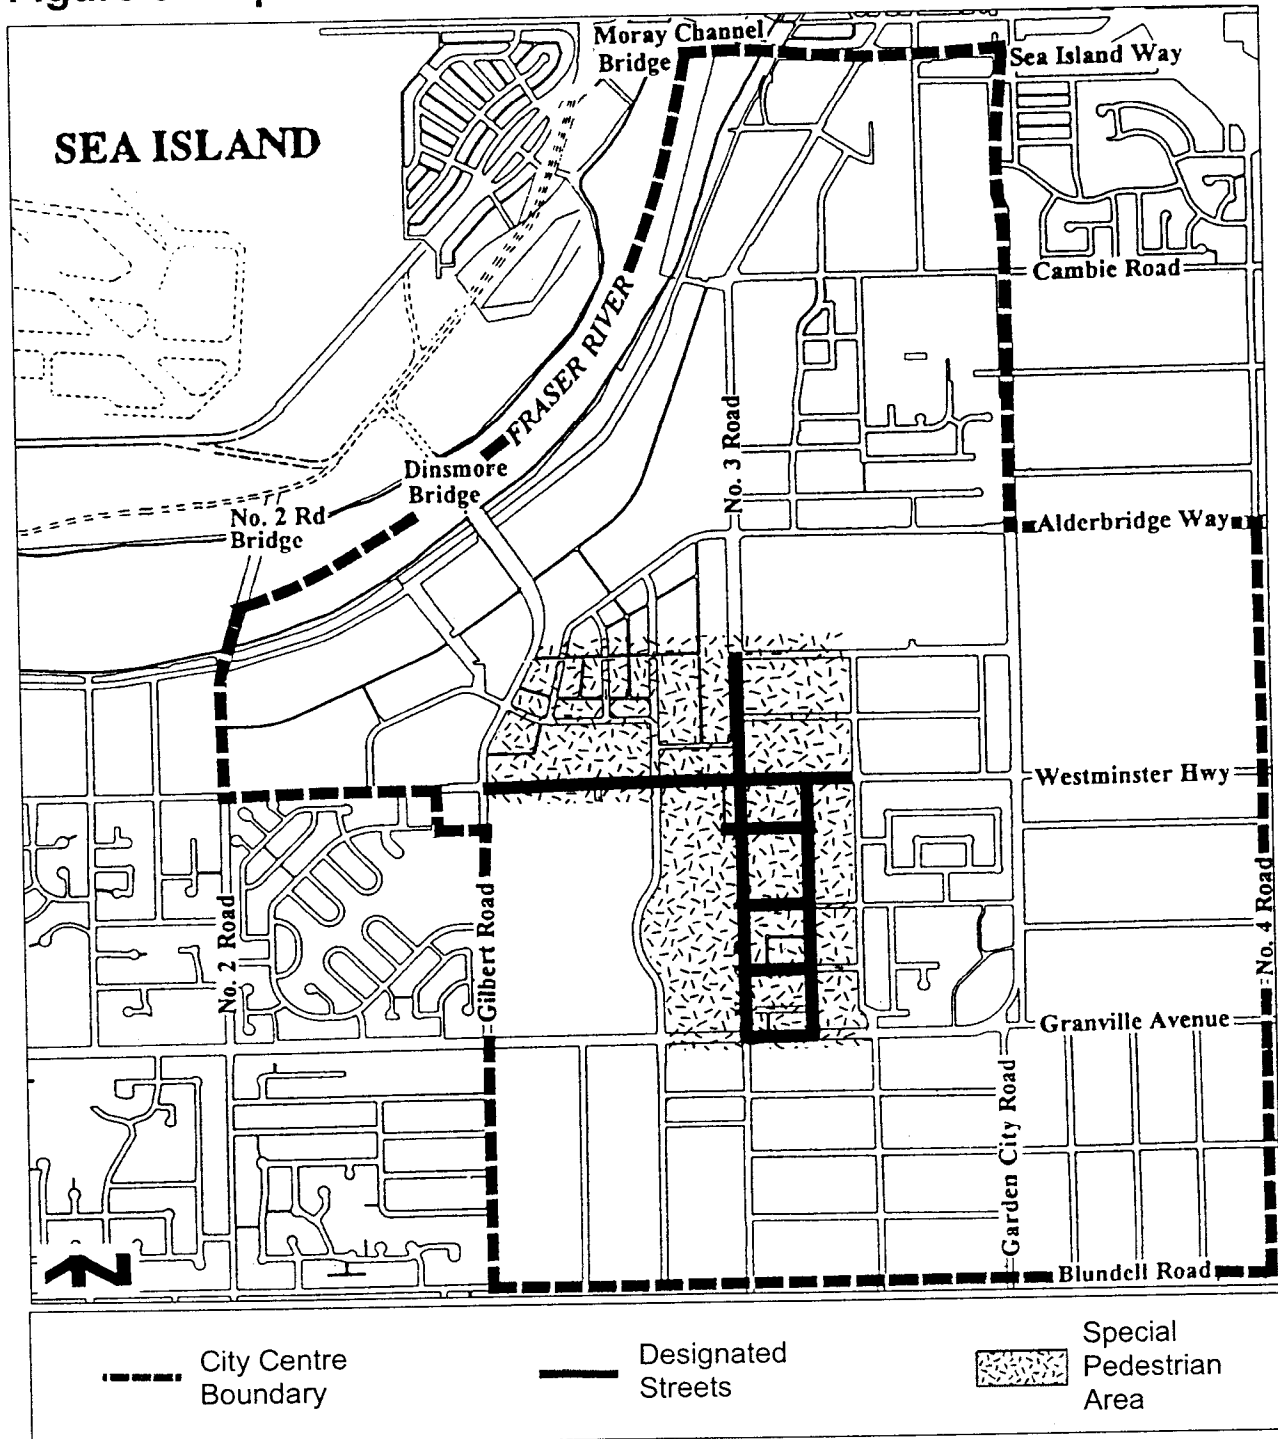 Moray Channel
Bridge
Sea Island Way
SEA ISLAND
Cambie Road
FRASER RIVER
No. 3 Road
Dinsmore
Bridge
No. 2 Rd
Bridge
Alderbridge Way
Westminster Hwy
No. 2 Road
Gilbert Road
No. 4 Road
Granville Avenue
Garden City Road
Blundell Road
N
City Centre
Boundary
Designated
Streets
Special
Pedestrian
Area